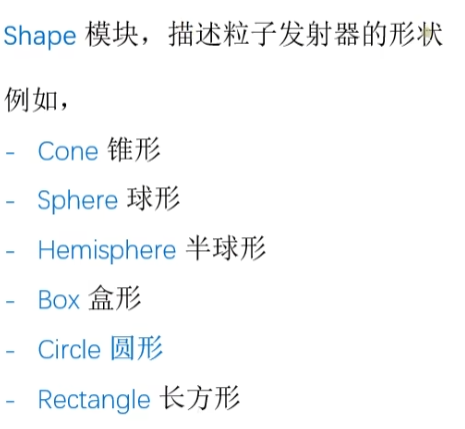 Shape 模块，描述粒子发射器的形状
例如，
- Cone 锥形
- Sphere 球形
- Hemisphere 半球形
- Box 盒形
- Circle 圆形
- Rectangle 长方形